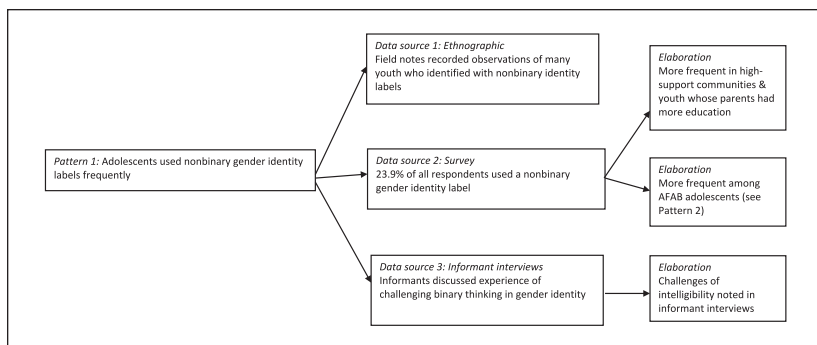 Pattern 1: Adolescents used nonbinary gender identity
labels frequently
Data source 1: Ethnographic
Field notes recorded observations of many
youth who identified with nonbinary identity
labels
Data source 2: Survey
23.9% of all respondents used a nonbinary
gender identity label
Data source 3: Informant interviews
Informants discussed experience of
challenging binary thinking in gender identity
Elaboration
More frequent in high-
support communities &
youth whose parents had
more education
Elaboration
More frequent among
AFAB adolescents (see
Pattern 2)
Elaboration
Challenges of
intelligibility noted in
informant interviews